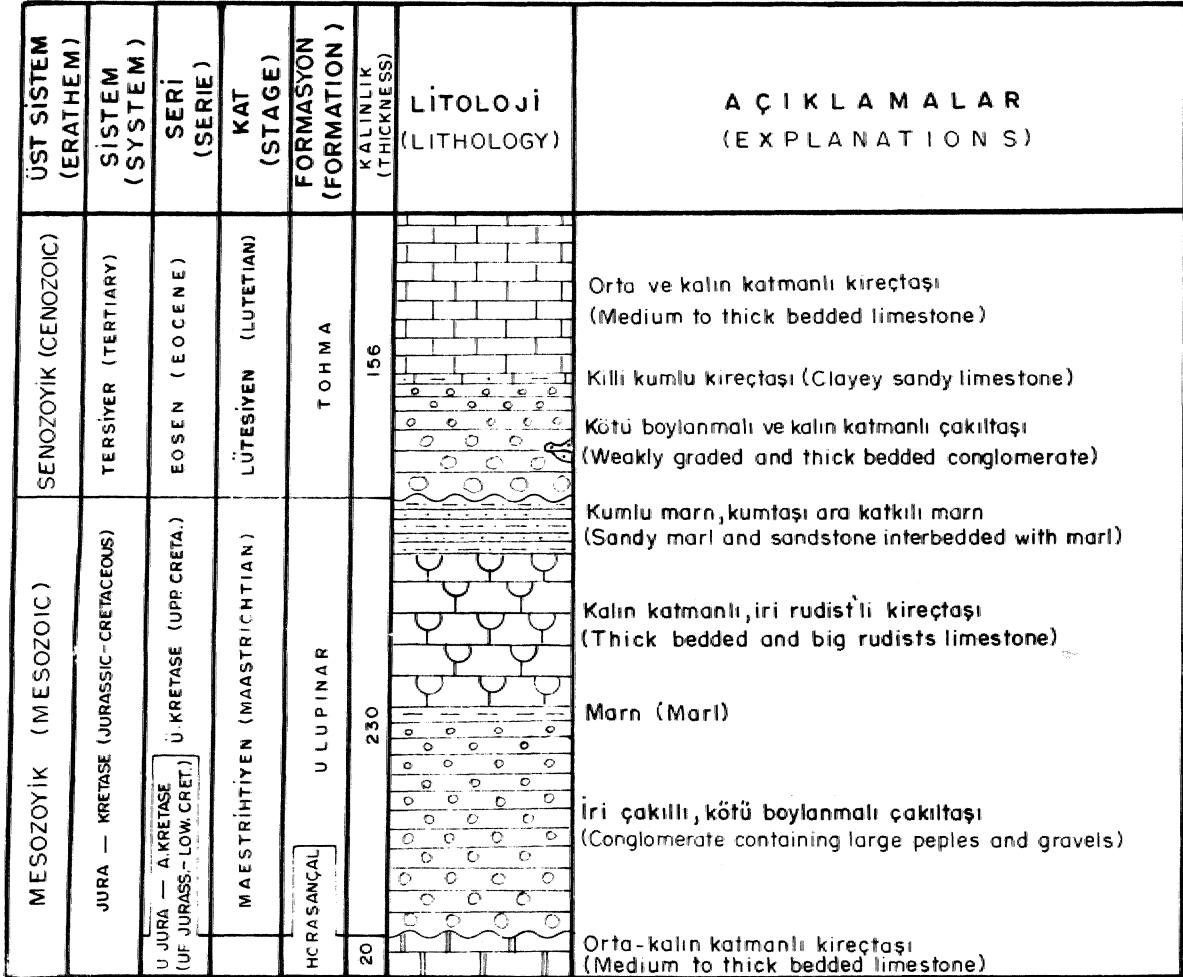 ÜST SİSTEM
(ERATHEM)
SİSTEM
(SYSTEM)
SERİ
(SERIE)
KAT
(STAGE)
FORMASYON
(FORMATION)
KALINLIK
(THICKNESS)
LİTOLOJİ
(LITHOLOGY)
AÇIKLAMALAR
(EXPLANATIONS)
SENOZOYİK (CENOZOIC)
TERSİYER (TERTIARY)
EOSEN (EOCENE)
LÜTESİYEN (LUTETIAN)
TOHMA
156
Orta ve kalın katmanlı kireçtaşı
(Medium to thick bedded limestone)
Killi kumlu kireçtaşı (Clayey sandy limestone)
Kötü boylanmalı ve kalın katmanlı çakıltaşı
(Weakly graded and thick bedded conglomerate)
MESOZOYİK (MESOZOIC)
JURA — KRETASE (JURASSIC-CRETACEOUS)
Ü.KRETASE (UPP. CRETA.)
MAESTRİHTİYEN (MAASTRICHTIAN)
ULUPINAR
230
Kumlu marn, kumtaşı ara katkılı marn
(Sandy marl and sandstone interbedded with marl)
Kalın katmanlı, iri rudist'li kireçtaşı
(Thick bedded and big rudists limestone)
Marn (Marl)
İri çakıllı, kötü boylanmalı çakıltaşı
(Conglomerate containing large peples and gravels)
U JURA — A.KRETASE
(UF JURASS.- LOW. CRET.)
HCRASANÇAL
20
Orta-kalın katmanlı kireçtaşı
(Medium to thick bedded limestone)